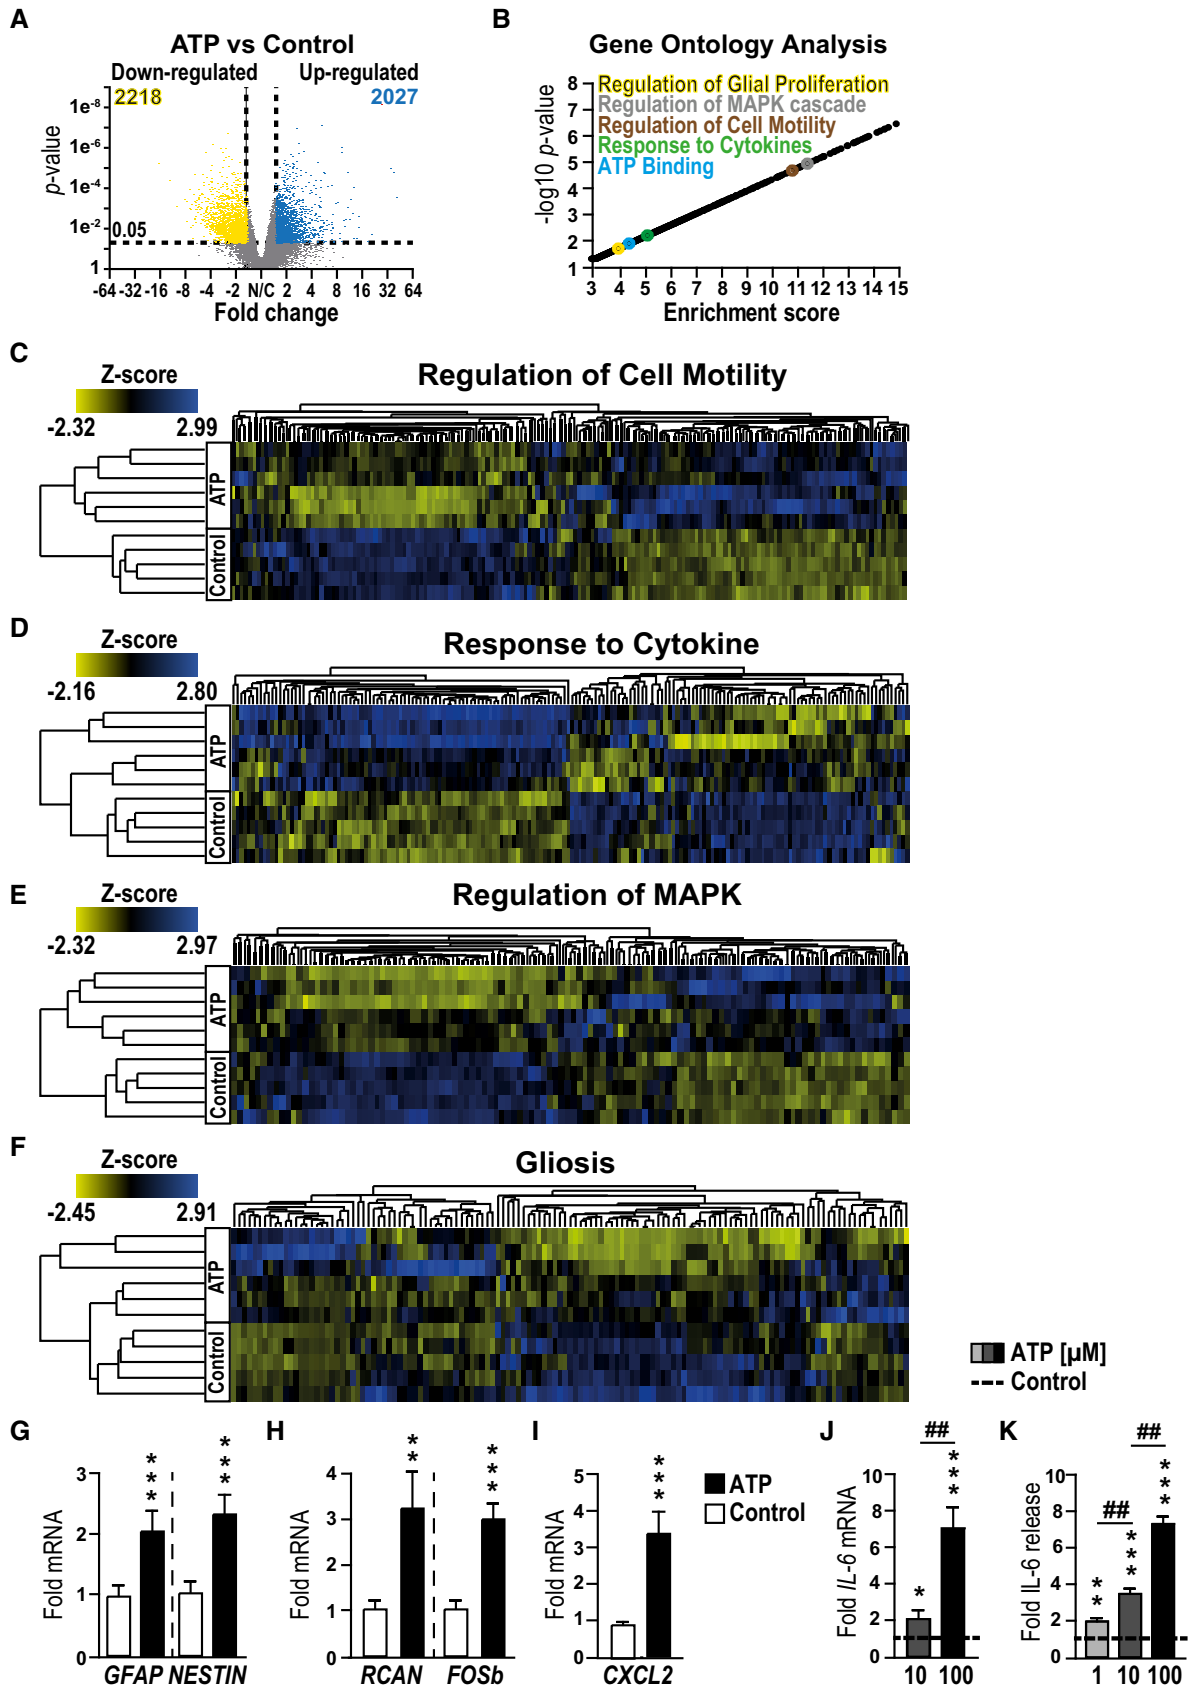 A
ATP vs Control
Down-regulated Up-regulated
2218 2027
p-value
1e-8
1e-6
1e-4
1e-2
1
0.05
-64 -32 -16 -8 -4 -2 N/C 2 4 8 16 32 64
Fold change
B
Gene Ontology Analysis
Regulation of Glial Proliferation
Regulation of MAPK cascade
Regulation of Cell Motility
Response to Cytokines
ATP Binding
-log10 p-value
8
7
6
5
4
3
2
1
3 4 5 6 7 8 9 10 11 12 13 14 15
Enrichment score
C
Z-score
-2.32 2.99
Regulation of Cell Motility
ATP
Control
D
Z-score
-2.16 2.80
Response to Cytokine
ATP
Control
E
Z-score
-2.32 2.97
Regulation of MAPK
ATP
Control
F
Z-score
-2.45 2.91
Gliosis
ATP
Control
ATP [µM]
Control
G
Fold mRNA
3
2
1
0
***
***
GFAP NESTIN
H
Fold mRNA
4
3
2
1
0
**
***
RCAN FOSb
I
Fold mRNA
5
4
3
2
1
0
***
CXCL2
ATP
Control
J
Fold IL-6 mRNA
10
8
6
4
2
0
*
##
***
10 100
K
Fold IL-6 release
10
8
6
4
2
0
**
##
***
##
***
1 10 100